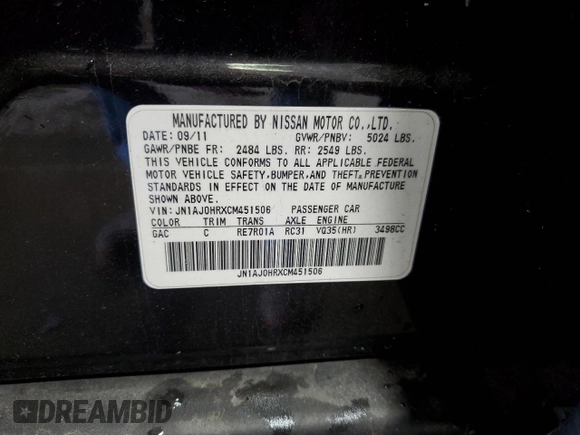 MANUFACTURED BY NISSAN MOTOR CO.,LTD.
DATE: 09/11 GVWR/PNBV: 5024 LBS.
GAWR/PNBE FR: 2484 LBS. RR: 2549 LBS.
THIS VEHICLE CONFORMS TO ALL APPLICABLE FEDERAL
MOTOR VEHICLE SAFETY,BUMPER,AND THEFT PREVENTION
STANDARDS IN EFFECT ON THE DATE OF MANUFACTURE
SHOWN ABOVE.
VIN: JN1AJ0HRXCM451506 PASSENGER CAR
COLOR TRIM TRANS AXLE ENGINE
GAC C RE7R01A RC31 VQ35(HR) 3498CC
JN1AJ0HRXCM451506
DREAMBID